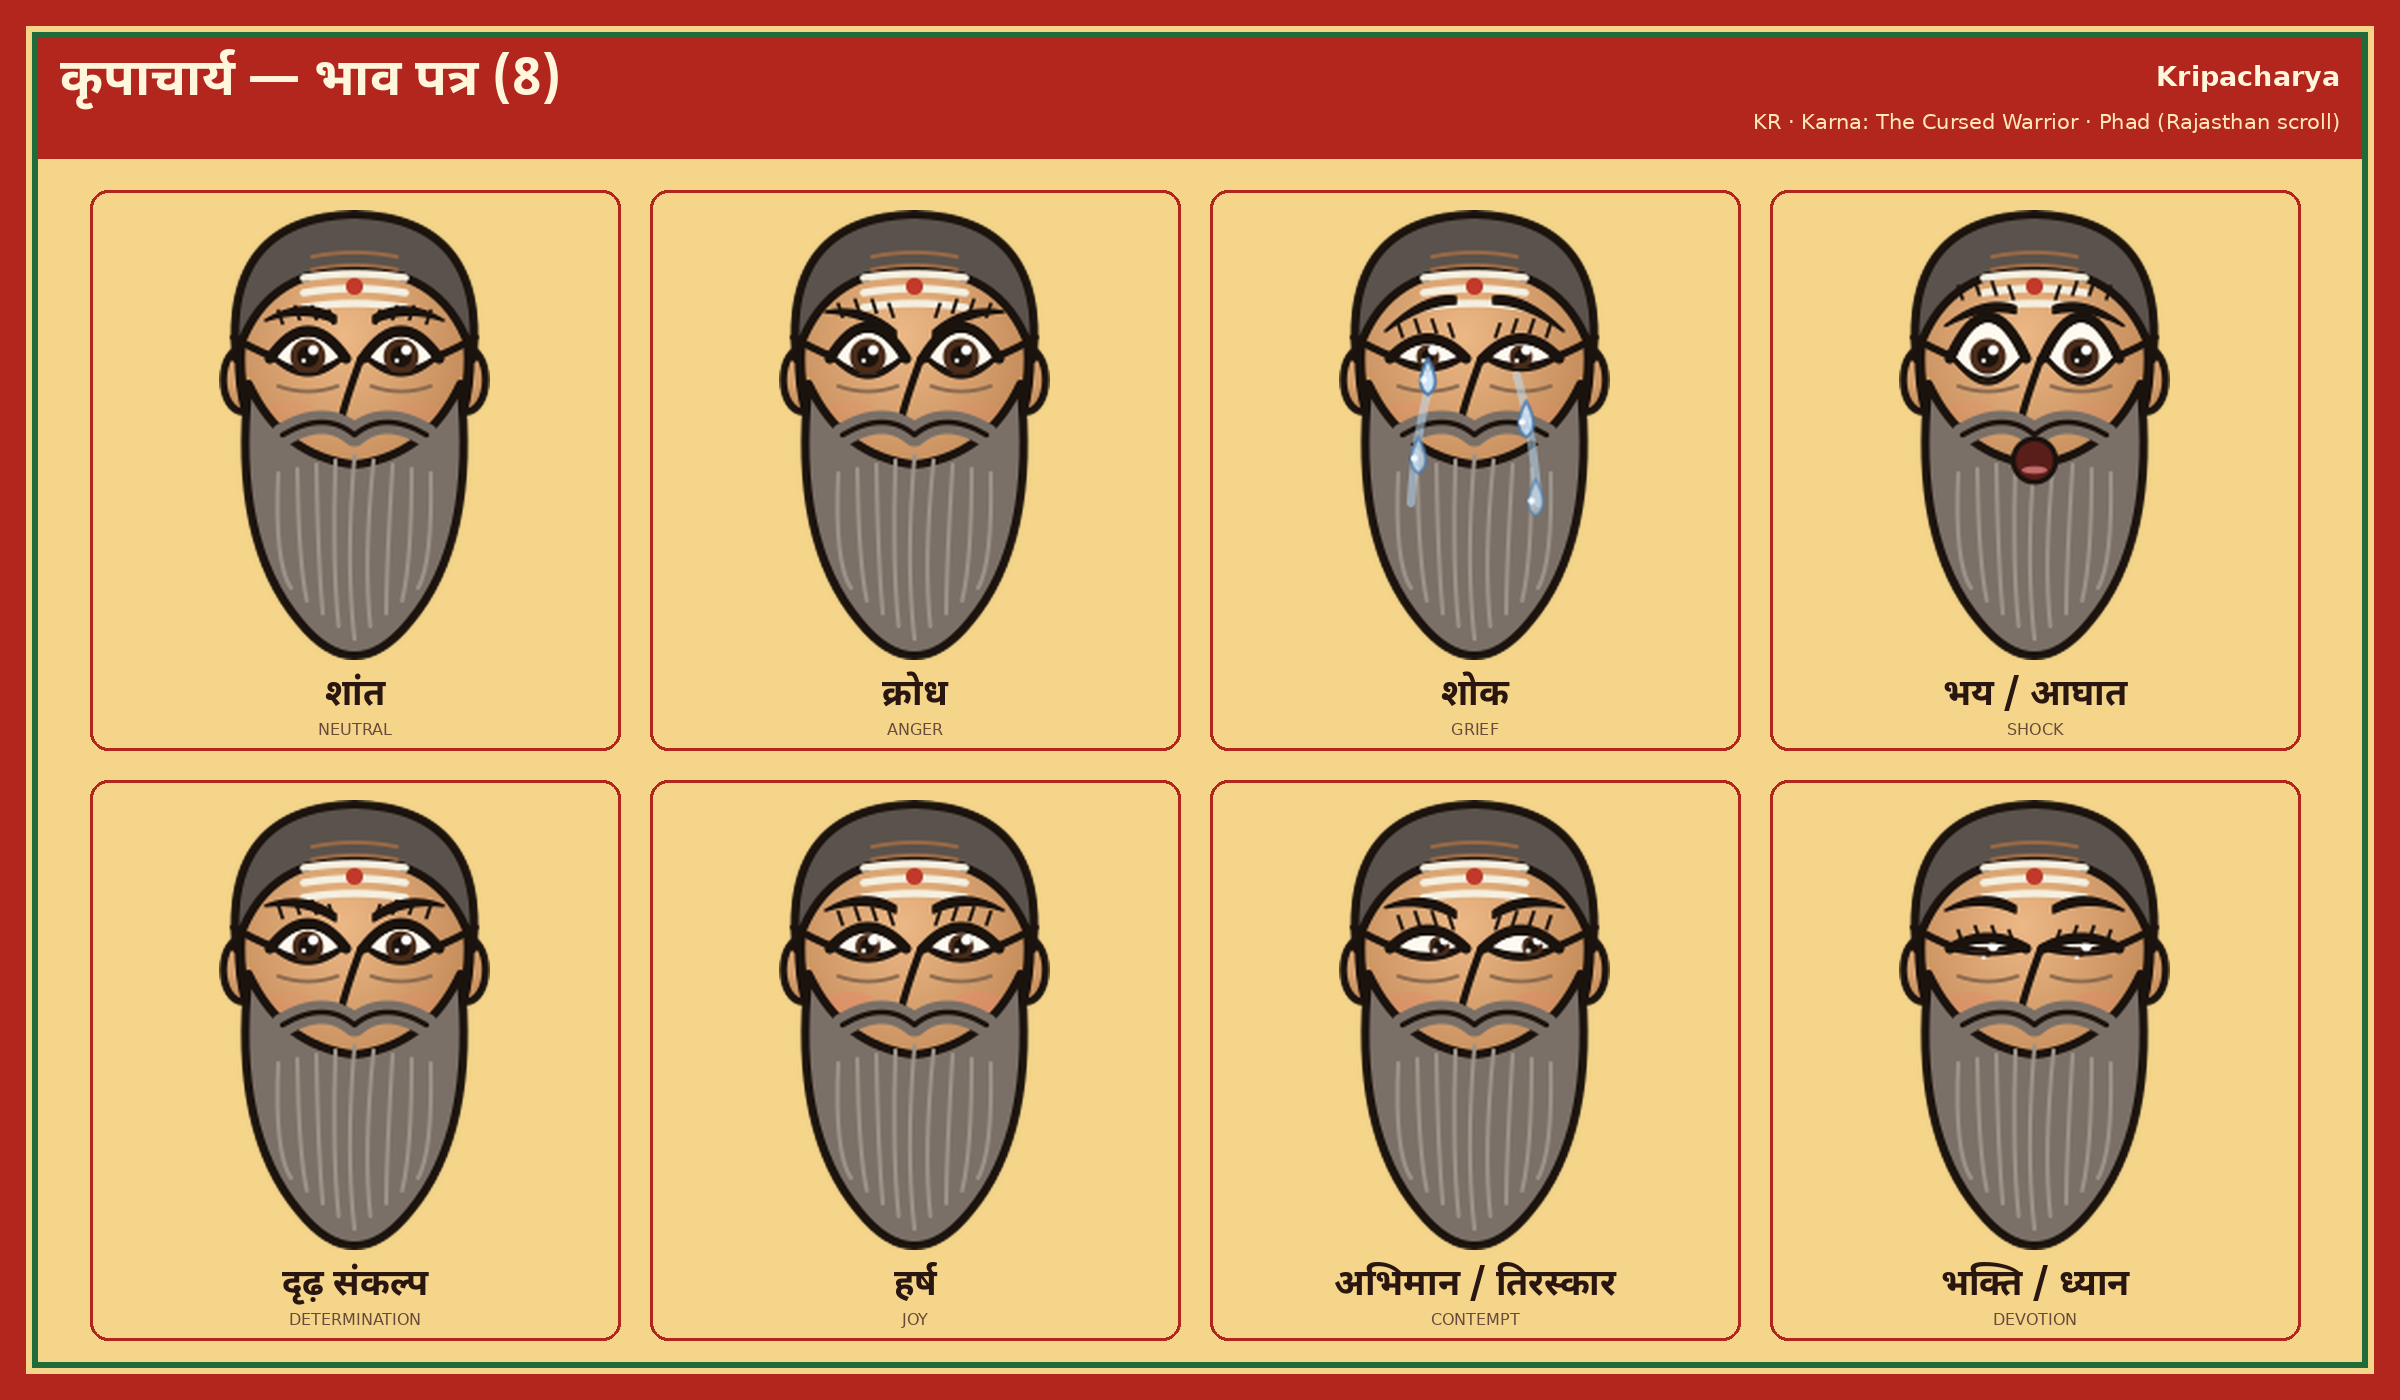 कृपाचार्य — भाव पत्र (8)
Kripacharya
KR · Karna: The Cursed Warrior · Phad (Rajasthan scroll)
शांत
NEUTRAL
क्रोध
ANGER
शोक
GRIEF
भय / आघात
SHOCK
दृढ़ संकल्प
DETERMINATION
हर्ष
JOY
अभिमान / तिरस्कार
CONTEMPT
भक्ति / ध्यान
DEVOTION